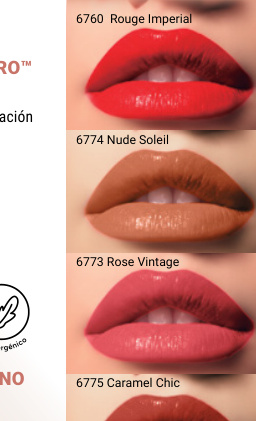 6760 Rouge Imperial
RO™
ación
6774 Nude Soleil
6773 Rose Vintage
rgénico
NO
6775 Caramel Chic